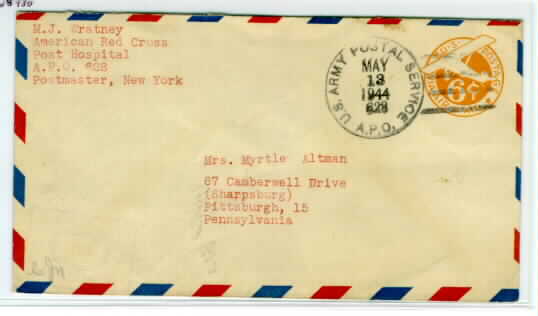 M.J. Wratney
American Red Cross
Post Hospital
A.P.O. 628
Postmaster, New York
U.S. ARMY POSTAL SERVICE
MAY
13
1944
628
A.P.O.
6¢
Mrs. Myrtle Altman
67 Camberwell Drive
(Sharpsburg)
Pittsburgh, 15
Pennsylvania